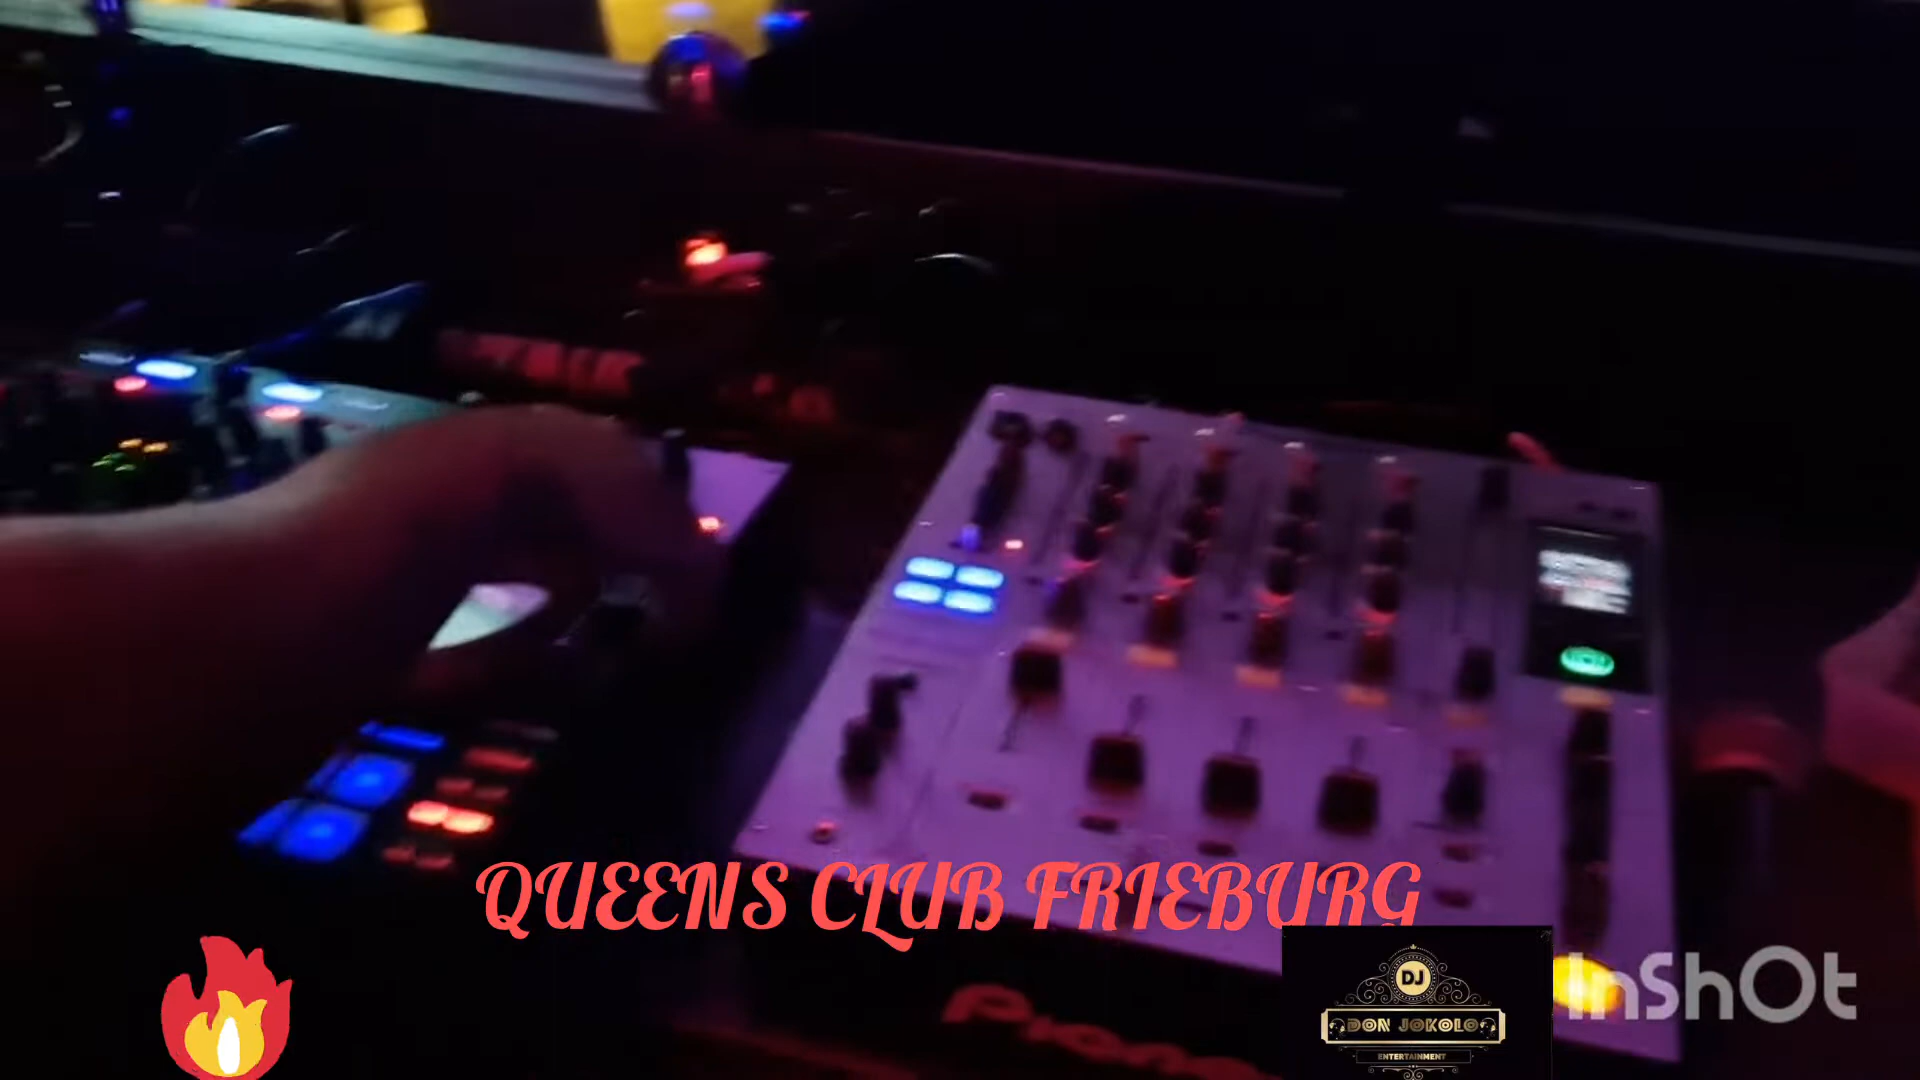 QUEENS CLUB FRIEBURG
DJ
DON JOKOLO
ENTERTAINMENT
InShOt